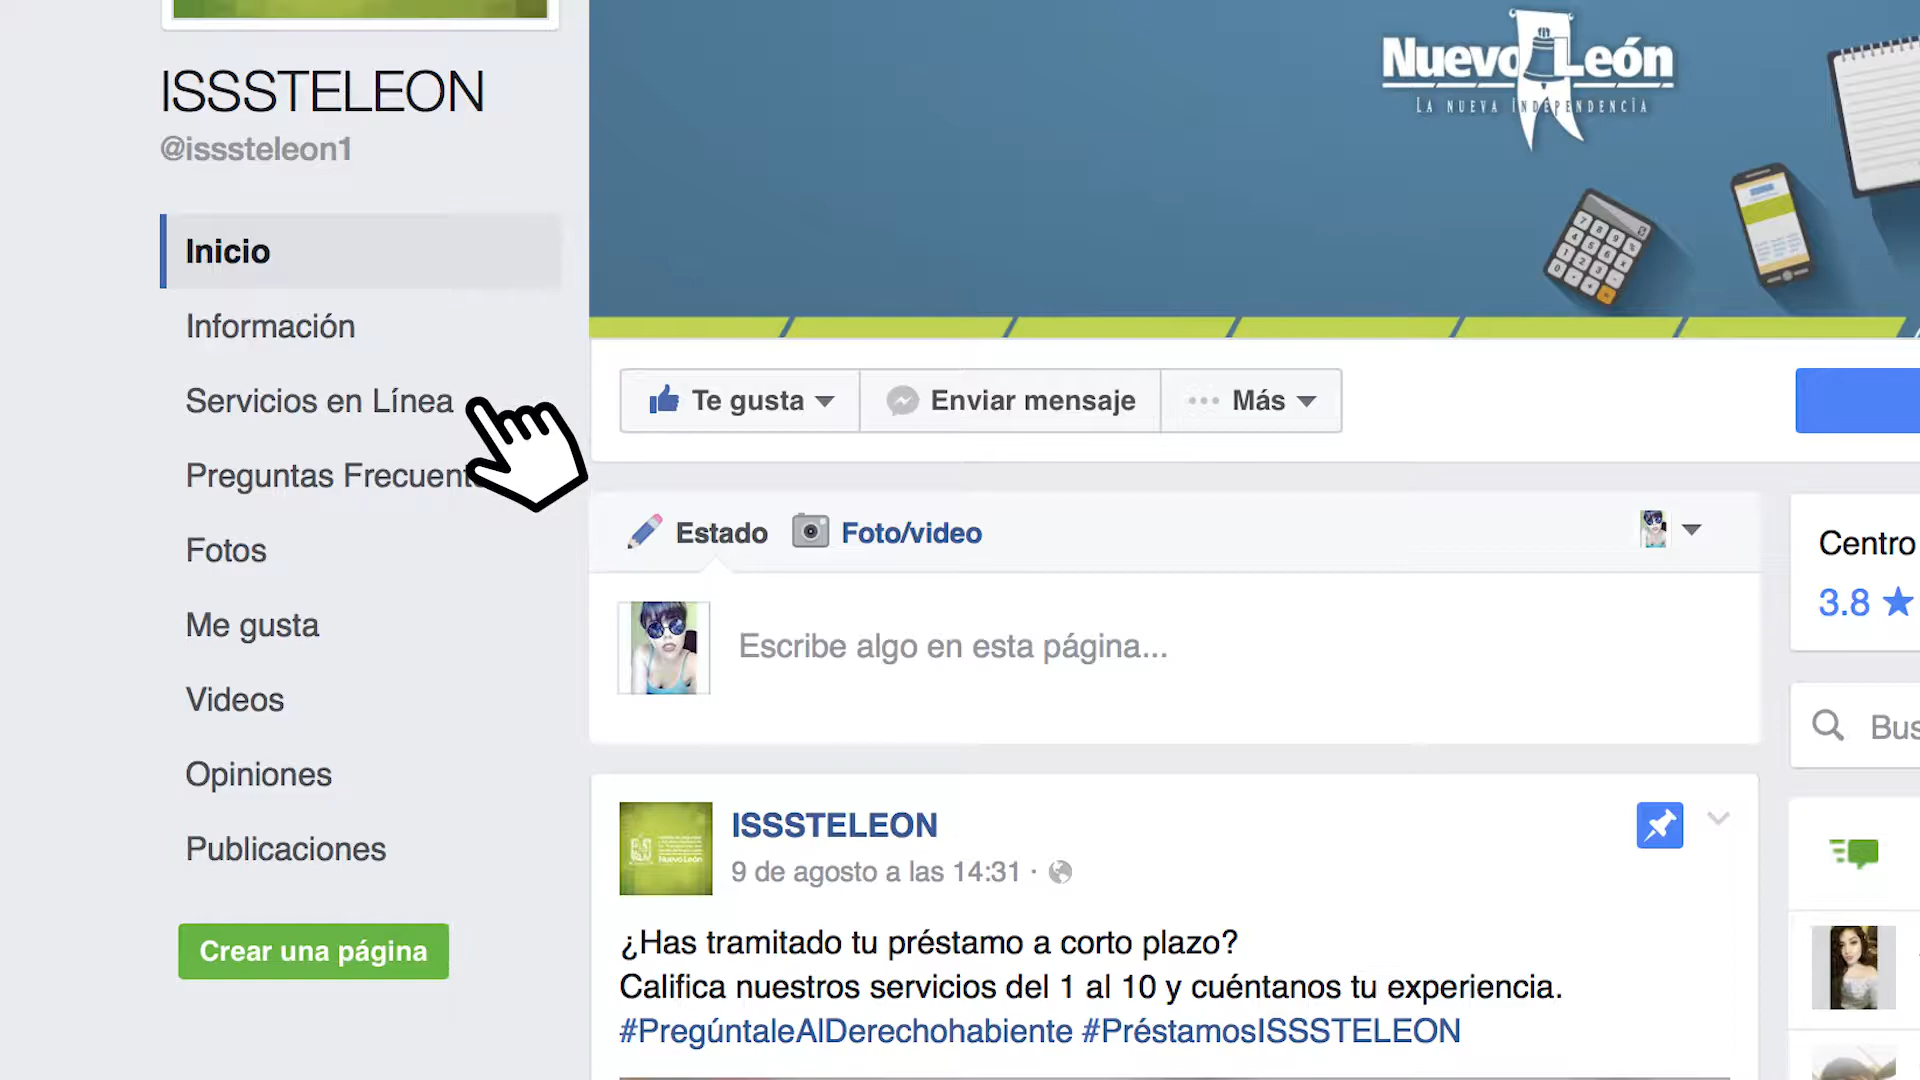 Nuevo León
LA NUEVA INDEPENDENCIA
ISSSTELEON
@isssteleon1
Inicio
Información
Servicios en Línea
Preguntas
Fotos
Me gusta
Videos
Opiniones
Publicaciones
Crear una página
Te gusta
Enviar mensaje
Más
Estado
Foto/video
Escribe algo en esta página...
Centro
3.8
ISSSTELEON
9 de agosto a las 14:31 ·
¿Has tramitado tu préstamo a corto plazo?
Califica nuestros servicios del 1 al 10 y cuéntanos tu experiencia.
#PregúntaleAlDerechohabiente #PréstamosISSSTELEON
Nuevo León